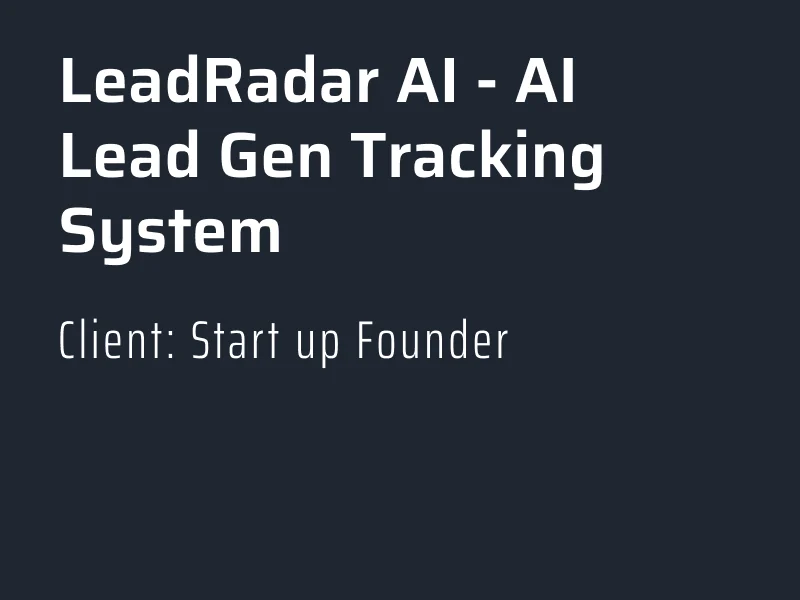 LeadRadar AI - AI
Lead Gen Tracking
System
Client: Start up Founder